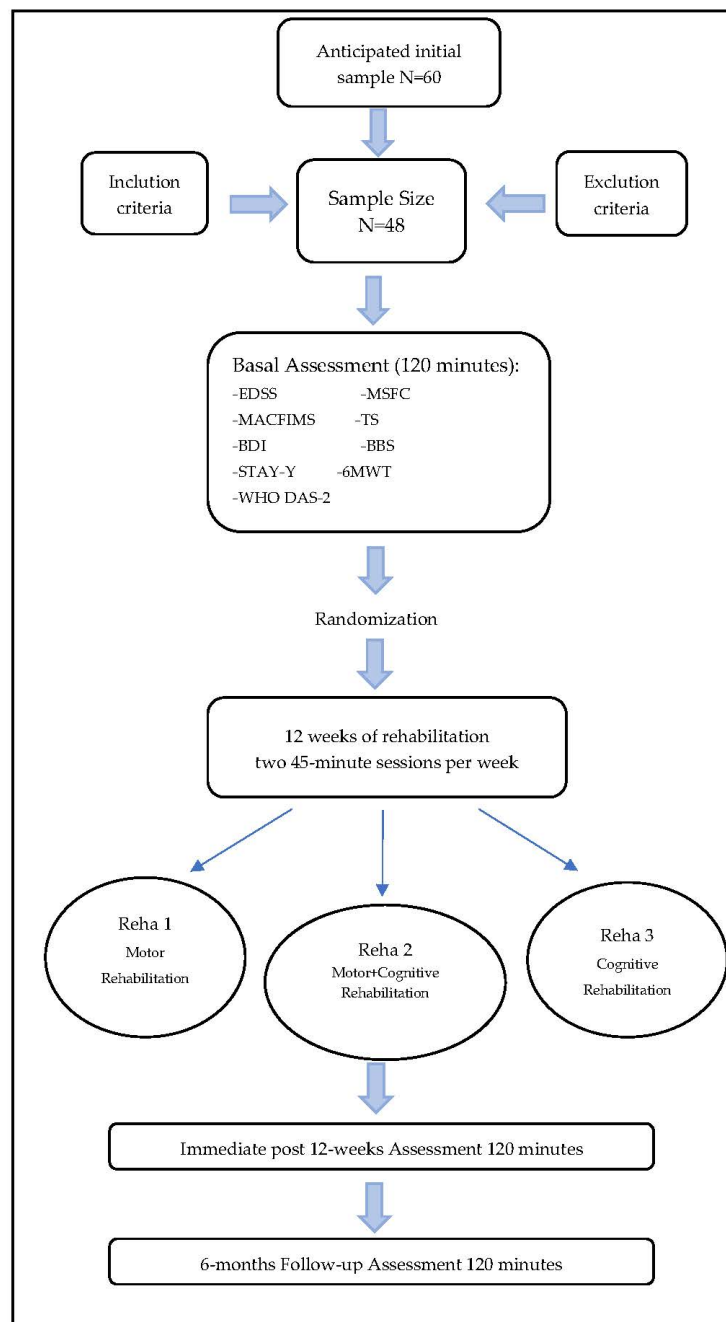 Anticipated initial
sample N=60
Inclution
criteria
Sample Size
N=48
Exclution
criteria
Basal Assessment (120 minutes):
-EDSS -MSFC
-MACFIMS -TS
-BDI -BBS
-STAY-Y -6MWT
-WHO DAS-2
Randomization
12 weeks of rehabilitation
two 45-minute sessions per week
Reha 1
Motor
Rehabilitation
Reha 2
Motor+Cognitive
Rehabilitation
Reha 3
Cognitive
Rehabilitation
Immediate post 12-weeks Assessment 120 minutes
6-months Follow-up Assessment 120 minutes